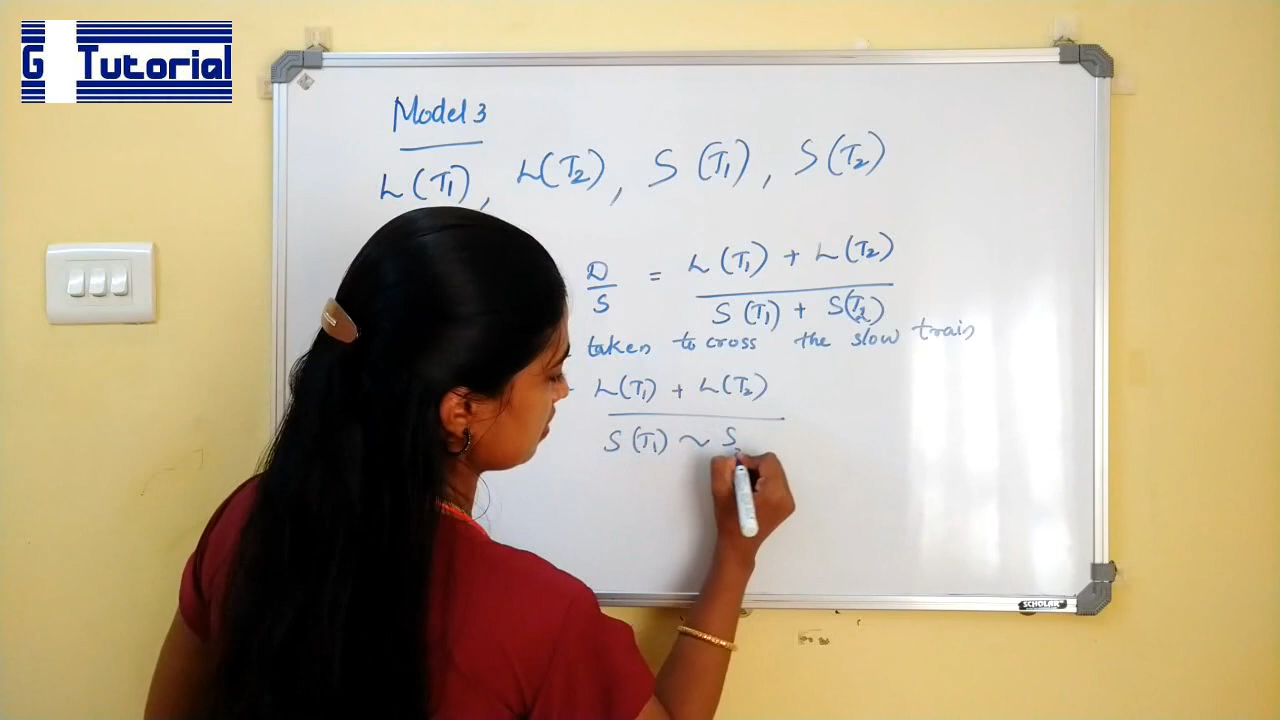 G Tutorial
Model 3
L(T1), L(T2), S(T1), S(T2)
D/S = L(T1) + L(T2) / S(T1) + S(T2)
taken to cross the slow train
L(T1) + L(T2)
S(T1) ~ S
SCHOLAR